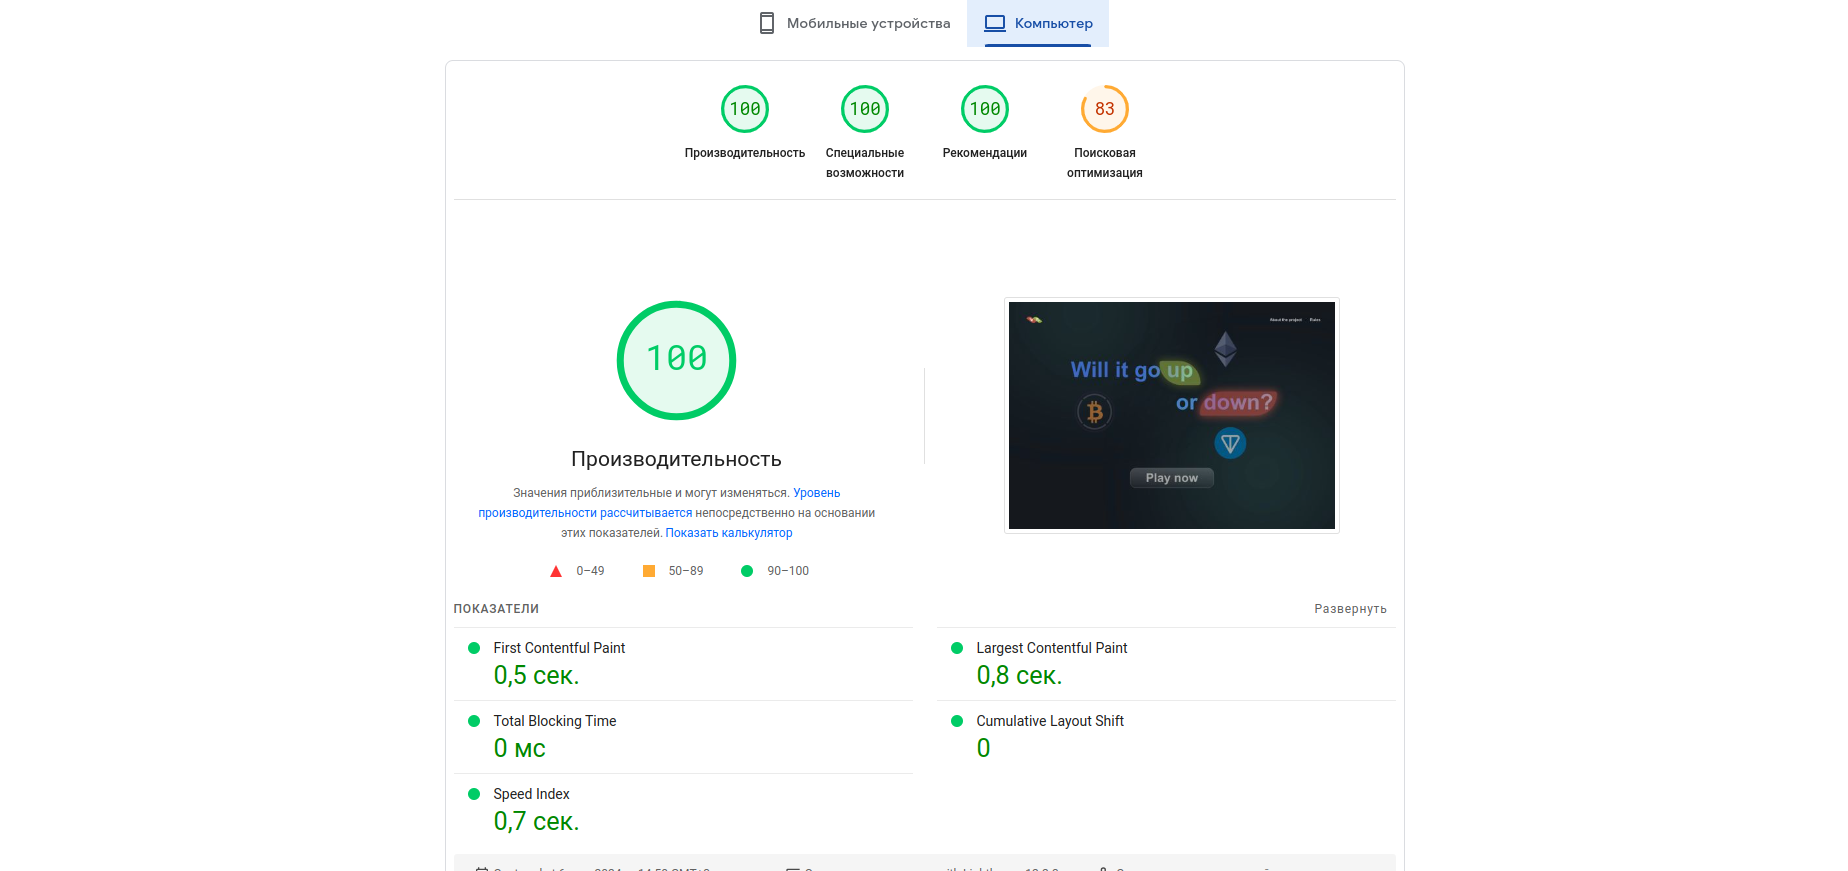 Мобильные устройства
Компьютер
100
100
100
83
Производительность
Специальные
возможности
Рекомендации
Поисковая
оптимизация
100
Производительность
Значения приблизительные и могут изменяться. Уровень
производительности рассчитывается непосредственно на основании
этих показателей. Показать калькулятор
0–49
50–89
90–100
About the project
Rules
Will it go up
or down?
Play now
ПОКАЗАТЕЛИ
Развернуть
First Contentful Paint
0,5 сек.
Largest Contentful Paint
0,8 сек.
Total Blocking Time
0 мс
Cumulative Layout Shift
0
Speed Index
0,7 сек.